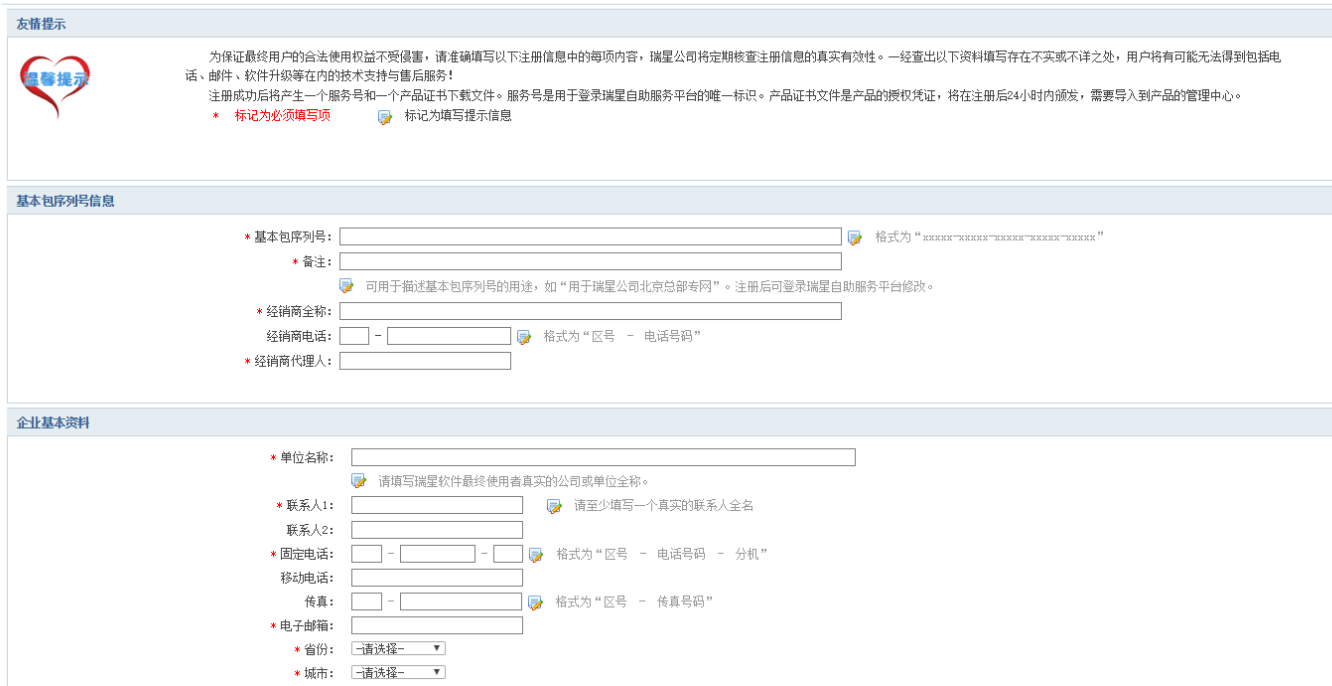 友情提示
温馨提示
为保证最终用户的合法使用权益不受侵害，请准确填写以下注册信息中的每项内容，瑞星公司将定期核查注册信息的真实有效性。一经查出以下资料填写存在不实或不详之处，用户将有可能无法得到包括电
话、邮件、软件升级等在内的技术支持与售后服务！
注册成功后将产生一个服务号和一个产品证书下载文件。服务号是用于登录瑞星自助服务平台的唯一标识。产品证书文件是产品的授权凭证，将在注册后24小时内颁发，需要导入到产品的管理中心。
* 标记为必须填写项 标记为填写提示信息
基本包序列号信息
* 基本包序列号： 格式为“xxxxx-xxxxx-xxxxx-xxxxx-xxxxx”
* 备注：
可用于描述基本包序列号的用途，如“用于瑞星公司北京总部专网”。注册后可登录瑞星自助服务平台修改。
* 经销商全称：
经销商电话： - 格式为“区号 - 电话号码”
* 经销商代理人：
企业基本资料
* 单位名称：
请填写瑞星软件最终使用者真实的公司或单位全称。
* 联系人1： 请至少填写一个真实的联系人全名
联系人2：
* 固定电话： - - 格式为“区号 - 电话号码 - 分机”
移动电话：
传真： - 格式为“区号 - 传真号码”
* 电子邮箱：
* 省份： -请选择-
* 城市： -请选择-